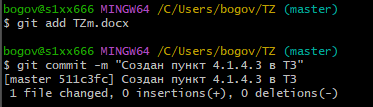 bogov@s1xx666 MINGW64 /C/Users/bogov/TZ (master)
$ git add TZm.docx
bogov@s1xx666 MINGW64 /C/Users/bogov/TZ (master)
$ git commit -m "Создан пункт 4.1.4.3 в ТЗ"
[master 511c3fc] Создан пункт 4.1.4.3 в ТЗ
1 file changed, 0 insertions(+), 0 deletions(-)